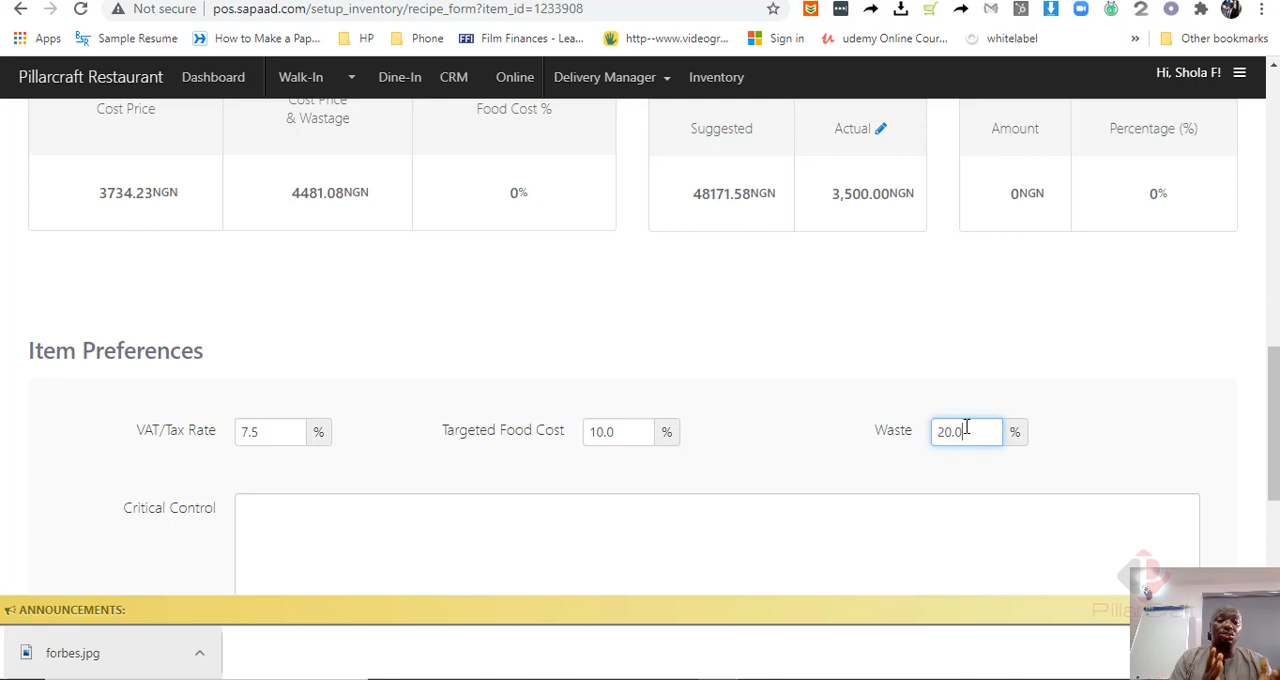 pos.sapaad.com/setup_inventory/recipe_form?item_id=1233908
Not secure
Apps Sample Resume How to Make a Pap... HP Phone Film Finances - Lea... http--www.videogr... Sign in udemy Online Cour... whitelabel » Other bookmarks
Pillarcraft Restaurant Dashboard Walk-In Dine-In CRM Online Delivery Manager Inventory Hi, Shola F!
Cost Price Cost Price & Wastage Food Cost % Suggested Actual Amount Percentage (%)
3734.23NGN 4481.08NGN 0% 48171.58NGN 3,500.00NGN 0NGN 0%
Item Preferences
VAT/Tax Rate 7.5 % Targeted Food Cost 10.0 % Waste 20.0 %
Critical Control
ANNOUNCEMENTS:
forbes.jpg